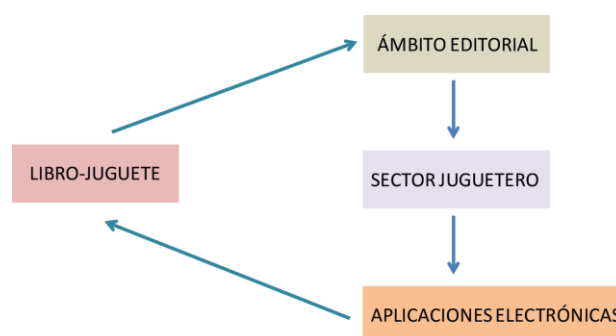 ÁMBITO EDITORIAL
LIBRO-JUGUETE
SECTOR JUGUETERO
APLICACIONES ELECTRÓNICAS